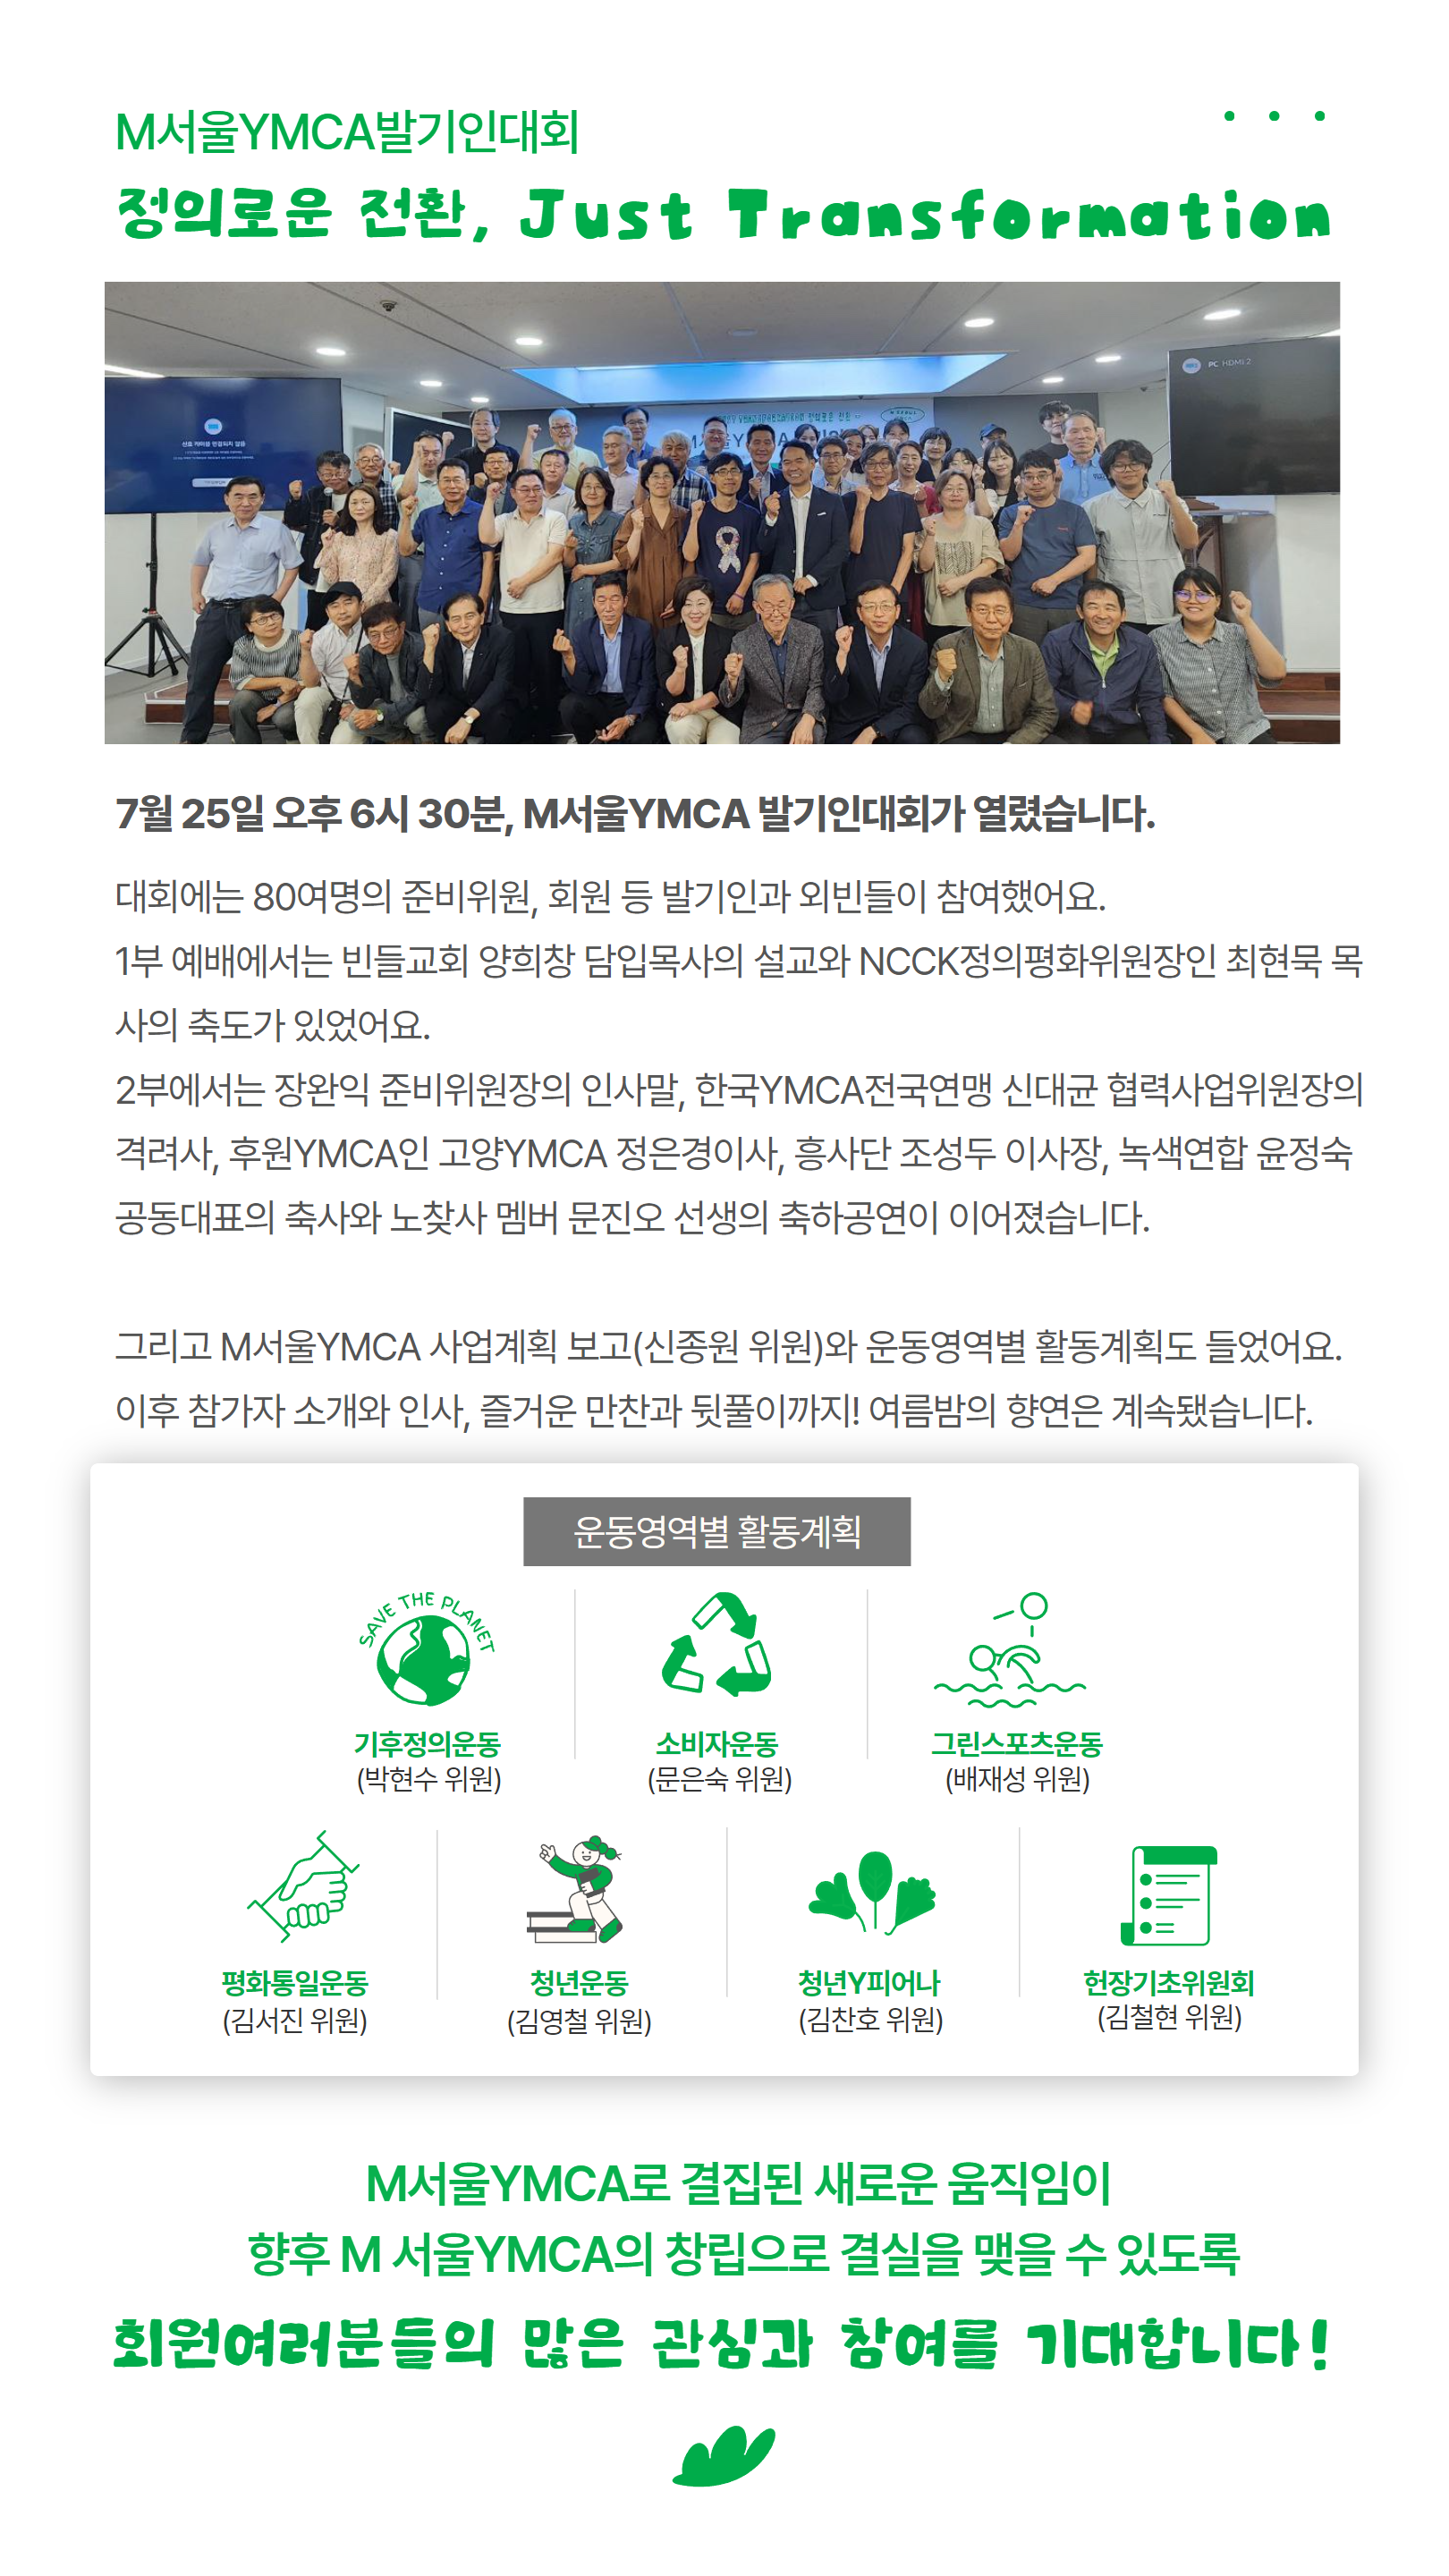 M서울YMCA발기인대회
정의로운 전환, Just Transformation
PC HDMI 2
7월 25일 오후 6시 30분, M서울YMCA 발기인대회가 열렸습니다.
대회에는 80여명의 준비위원, 회원 등 발기인과 외빈들이 참여했어요.
1부 예배에서는 빈들교회 양희창 담임목사의 설교와 NCCK정의평화위원장인 최현묵 목
사의 축도가 있었어요.
2부에서는 장완익 준비위원장의 인사말, 한국YMCA전국연맹 신대균 협력사업위원장의
격려사, 후원YMCA인 고양YMCA 정은경이사, 흥사단 조성두 이사장, 녹색연합 윤정숙
공동대표의 축사와 노찾사 멤버 문진오 선생의 축하공연이 이어졌습니다.
그리고 M서울YMCA 사업계획 보고(신종원 위원)와 운동영역별 활동계획도 들었어요.
이후 참가자 소개와 인사, 즐거운 만찬과 뒷풀이까지! 여름밤의 향연은 계속됐습니다.
운동영역별 활동계획
SAVE THE PLANET
기후정의운동
(박현수 위원)
소비자운동
(문은숙 위원)
그린스포츠운동
(배재성 위원)
평화통일운동
(김서진 위원)
청년운동
(김영철 위원)
청년Y피어나
(김찬호 위원)
헌장기초위원회
(김철현 위원)
M서울YMCA로 결집된 새로운 움직임이
향후 M 서울YMCA의 창립으로 결실을 맺을 수 있도록
회원여러분들의 많은 관심과 참여를 기대합니다!